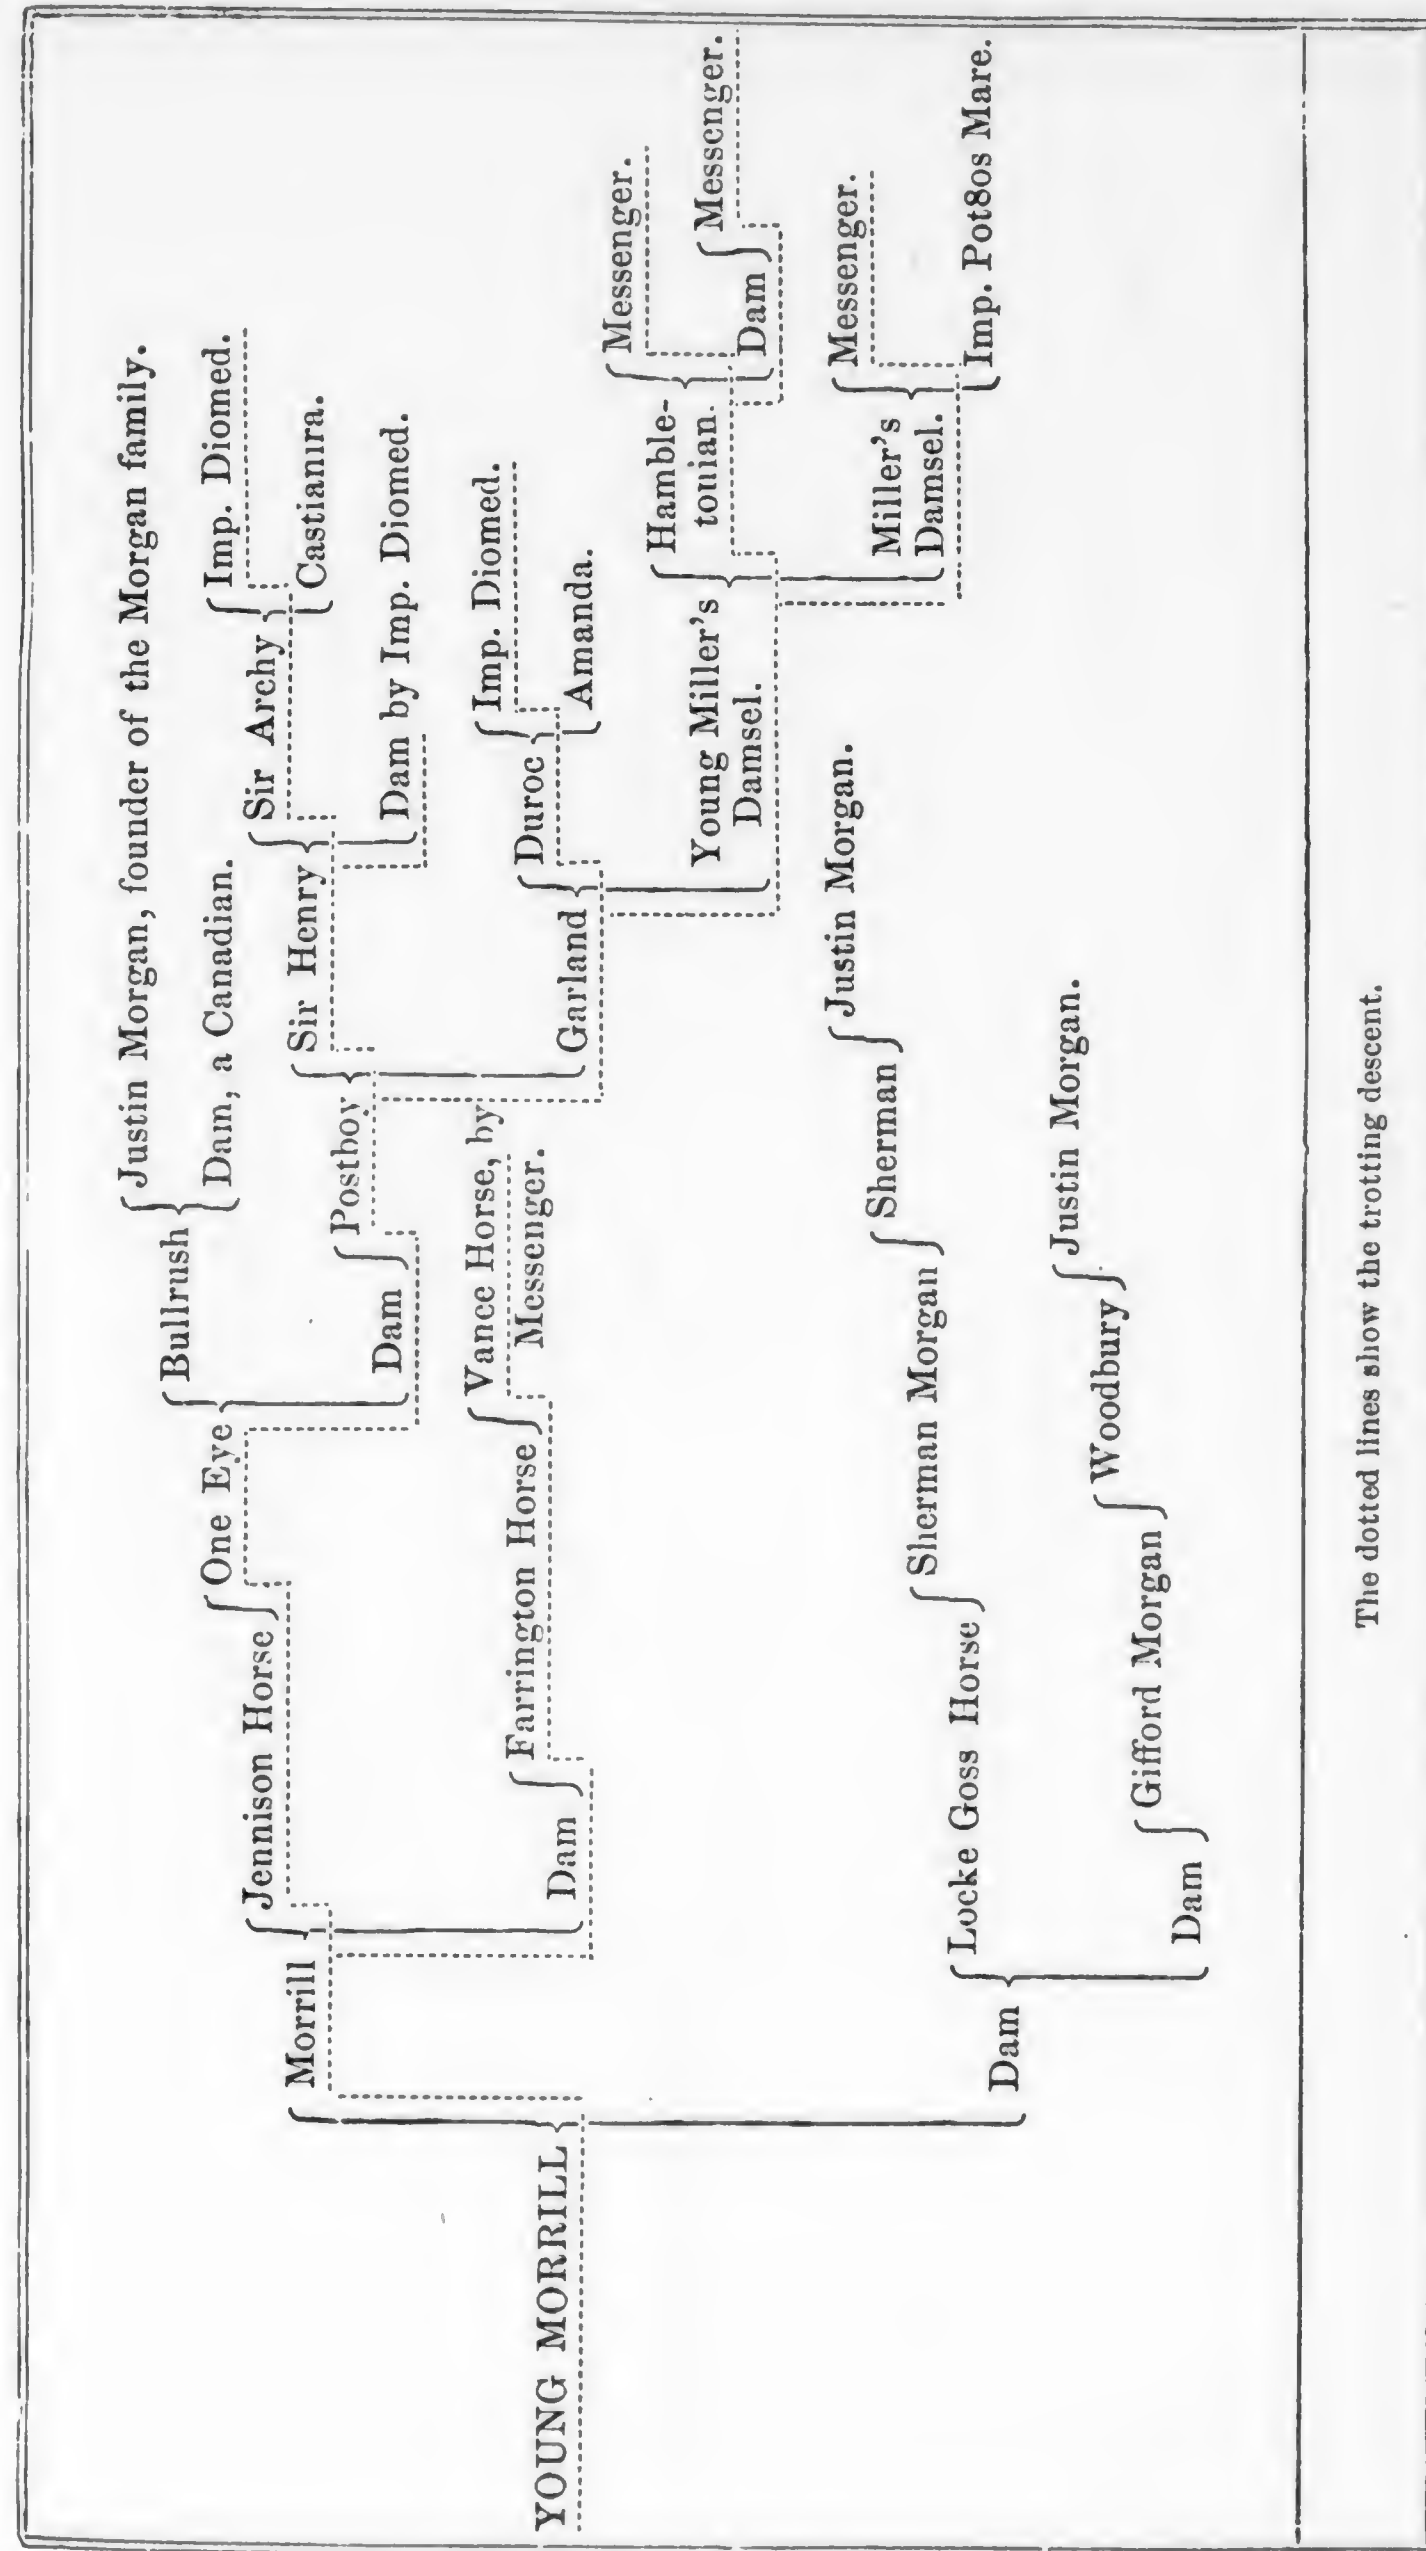 Justin Morgan, founder of the Morgan family.
Bullrush
Dam, a Canadian.
Imp. Diomed.
One Eye
Sir Archy
Jennison Horse
Castianira.
Sir Henry
Morrill
Postboy
Dam by Imp. Diomed.
Dam
Imp. Diomed.
Vance Horse, by
Messenger.
Duroc
Farrington Horse
Amanda.
Garland
Dam
YOUNG MORRILL
Messenger.
Hamble-
tonian.
Messenger.
Dam
Young Miller's
Damsel.
Messenger.
Miller's
Damsel.
Imp. Pot8os Mare.
Justin Morgan.
Sherman
Sherman Morgan
Locke Goss Horse
Dam
Justin Morgan.
Woodbury
Gifford Morgan
Dam
The dotted lines show the trotting descent.